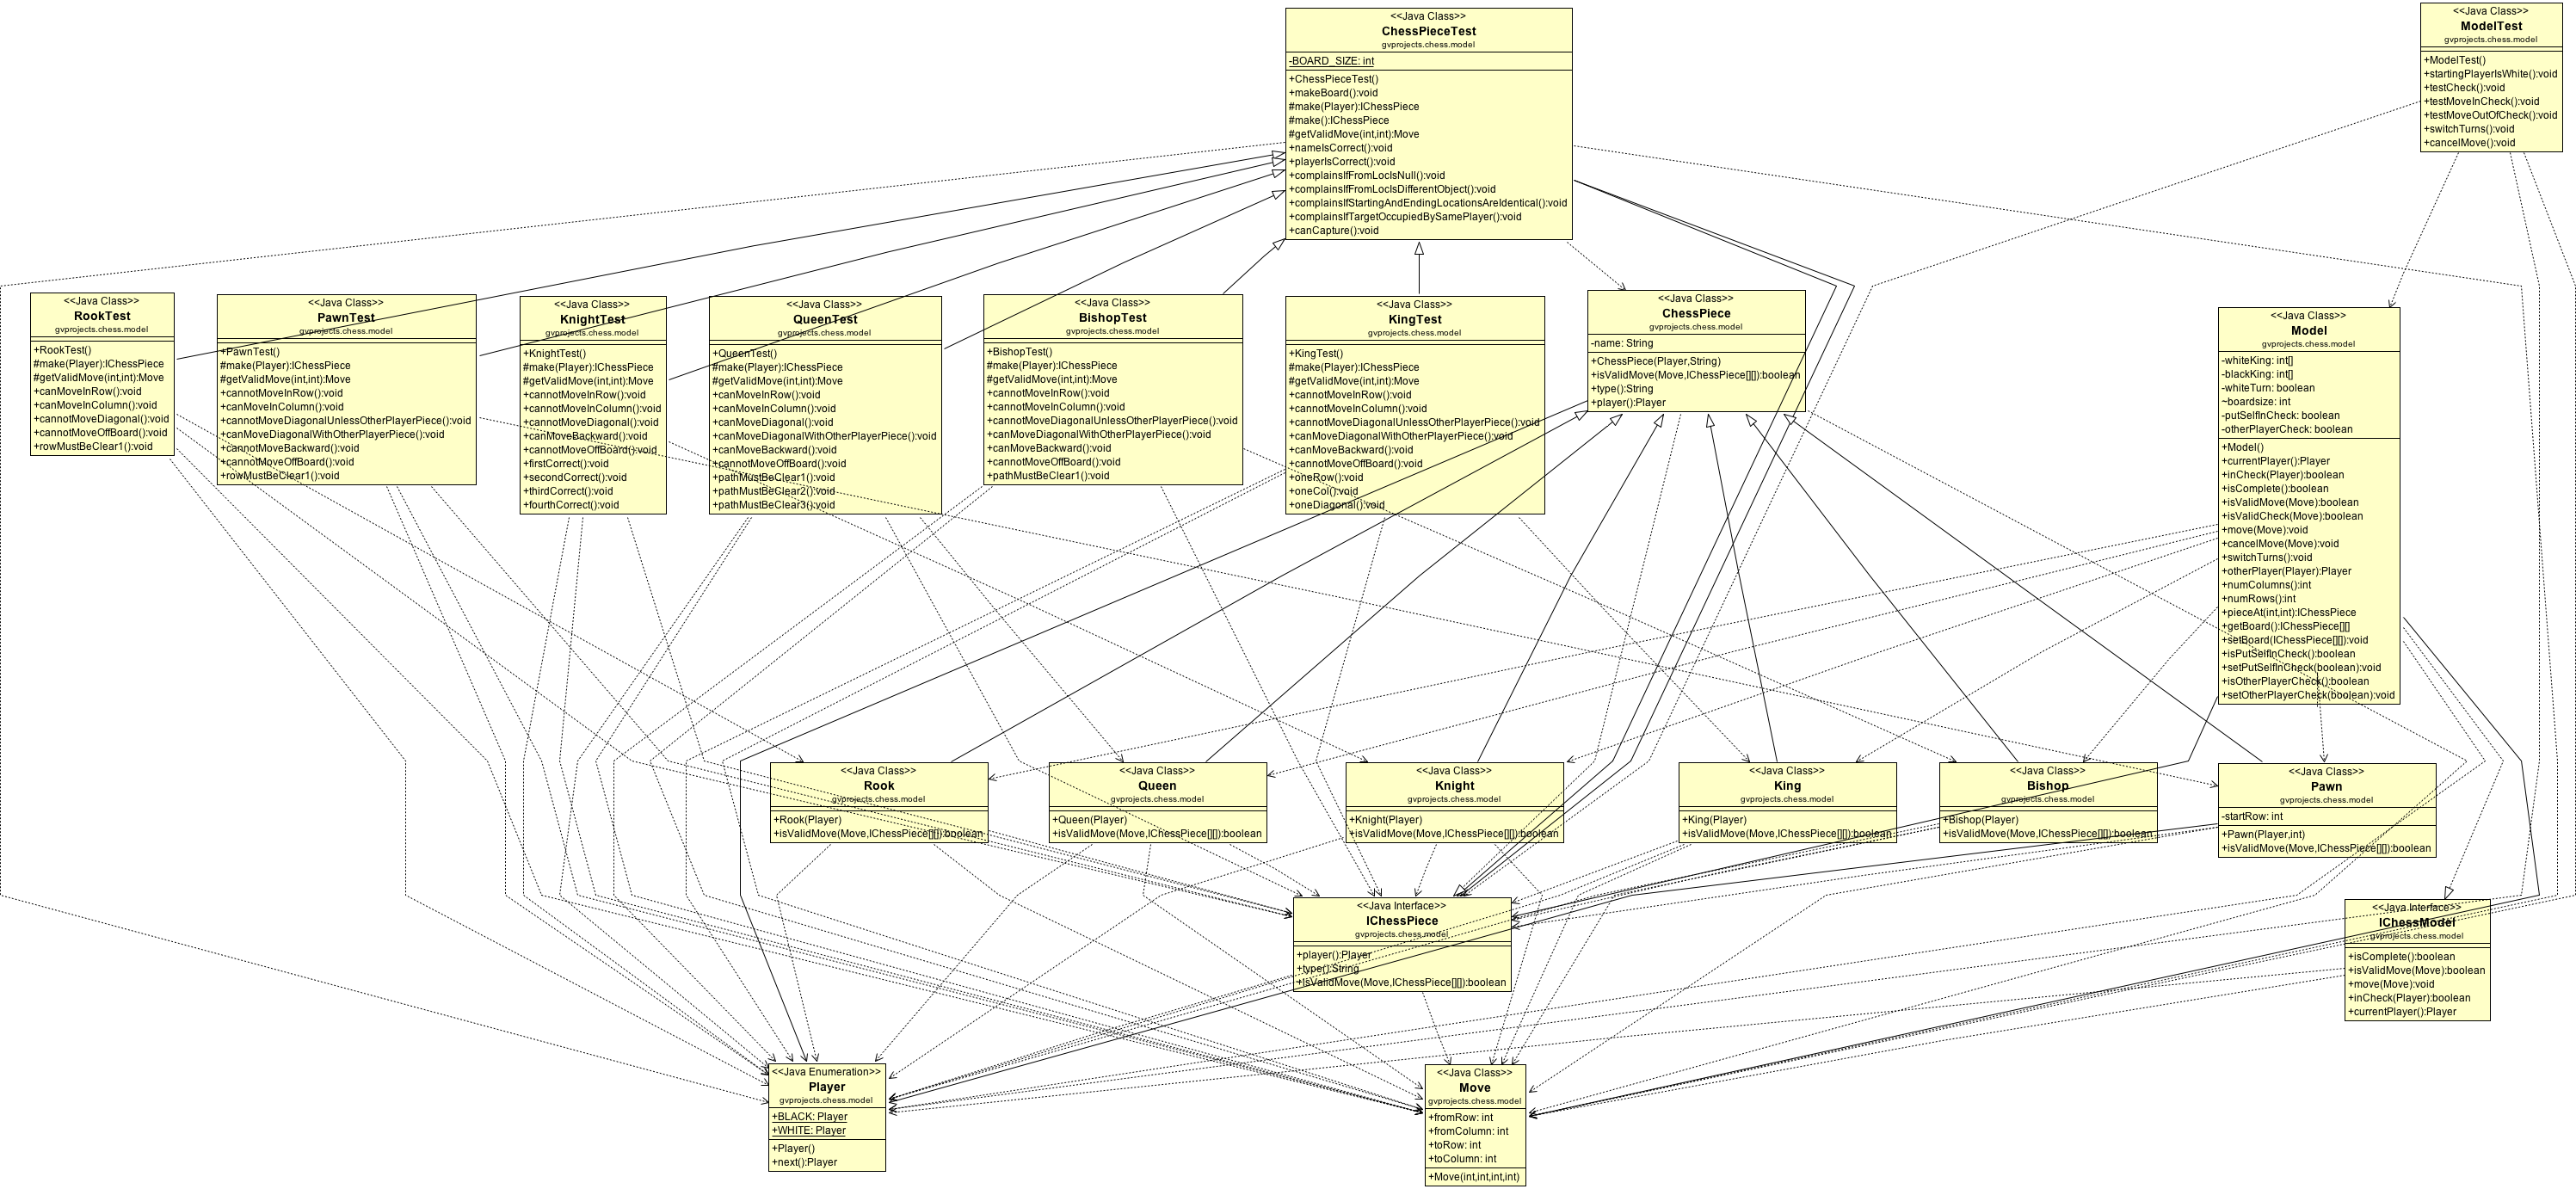 <<Java Class>>
ChessPieceTest
gvprojects.chess.model
-BOARD_SIZE: int
+ChessPieceTest()
+makeBoard():void
#make(Player):IChessPiece
#make():IChessPiece
#getValidMove(int,int):Move
+nameIsCorrect():void
+playerIsCorrect():void
+complainsIfFromLocIsNull():void
+complainsIfFromLocIsDifferentObject():void
+complainsIfStartingAndEndingLocationsAreIdentical():void
+complainsIfTargetOccupiedBySamePlayer():void
+canCapture():void
<<Java Class>>
ModelTest
gvprojects.chess.model
+ModelTest()
+startingPlayerIsWhite():void
+testCheck():void
+testMoveInCheck():void
+testMoveOutOfCheck():void
+switchTurns():void
+cancelMove():void
<<Java Class>>
RookTest
gvprojects.chess.model
+RookTest()
#make(Player):IChessPiece
#getValidMove(int,int):Move
+canMoveInRow():void
+canMoveInColumn():void
+cannotMoveDiagonal():void
+cannotMoveOffBoard():void
+rowMustBeClear1():void
<<Java Class>>
PawnTest
gvprojects.chess.model
+PawnTest()
#make(Player):IChessPiece
#getValidMove(int,int):Move
+cannotMoveInRow():void
+canMoveInColumn():void
+cannotMoveDiagonalUnlessOtherPlayerPiece():void
+canMoveDiagonalWithOtherPlayerPiece():void
+cannotMoveBackward():void
+cannotMoveOffBoard():void
+rowMustBeClear1():void
<<Java Class>>
KnightTest
gvprojects.chess.model
+KnightTest()
#make(Player):IChessPiece
#getValidMove(int,int):Move
+cannotMoveInRow():void
+cannotMoveInColumn():void
+cannotMoveDiagonal():void
+canMoveBackward():void
+cannotMoveOffBoard():void
+firstCorrect():void
+secondCorrect():void
+thirdCorrect():void
+fourthCorrect():void
<<Java Class>>
QueenTest
gvprojects.chess.model
+QueenTest()
#make(Player):IChessPiece
#getValidMove(int,int):Move
+canMoveInRow():void
+canMoveInColumn():void
+canMoveDiagonal():void
+canMoveDiagonalWithOtherPlayerPiece():void
+canMoveBackward():void
+cannotMoveOffBoard():void
+pathMustBeClear1():void
+pathMustBeClear2():void
+pathMustBeClear3():void
<<Java Class>>
BishopTest
gvprojects.chess.model
+BishopTest()
#make(Player):IChessPiece
#getValidMove(int,int):Move
+cannotMoveInRow():void
+cannotMoveInColumn():void
+cannotMoveDiagonalUnlessOtherPlayerPiece():void
+canMoveDiagonalWithOtherPlayerPiece():void
+canMoveBackward():void
+cannotMoveOffBoard():void
+pathMustBeClear1():void
<<Java Class>>
KingTest
gvprojects.chess.model
+KingTest()
#make(Player):IChessPiece
#getValidMove(int,int):Move
+cannotMoveInRow():void
+cannotMoveInColumn():void
+cannotMoveDiagonalUnlessOtherPlayerPiece():void
+canMoveDiagonalWithOtherPlayerPiece():void
+canMoveBackward():void
+cannotMoveOffBoard():void
+oneRow():void
+oneCol():void
+oneDiagonal():void
<<Java Class>>
ChessPiece
gvprojects.chess.model
-name: String
+ChessPiece(Player,String)
+isValidMove(Move,IChessPiece[][]):boolean
+type():String
+player():Player
<<Java Class>>
Model
gvprojects.chess.model
-whiteKing: int[]
-blackKing: int[]
-whiteTurn: boolean
~boardsize: int
-putSelfInCheck: boolean
-otherPlayerCheck: boolean
+Model()
+currentPlayer():Player
+inCheck(Player):boolean
+isComplete():boolean
+isValidMove(Move):boolean
+isValidCheck(Move):boolean
+move(Move):void
+cancelMove(Move):void
+switchTurns():void
+otherPlayer(Player):Player
+numColumns():int
+numRows():int
+pieceAt(int,int):IChessPiece
+getBoard():IChessPiece[][]
+setBoard(IChessPiece[][]):void
+isPutSelfInCheck():boolean
+setPutSelfInCheck(boolean):void
+isOtherPlayerCheck():boolean
+setOtherPlayerCheck(boolean):void
<<Java Class>>
Rook
gvprojects.chess.model
+Rook(Player)
+isValidMove(Move,IChessPiece[][]):boolean
<<Java Class>>
Queen
gvprojects.chess.model
+Queen(Player)
+isValidMove(Move,IChessPiece[][]):boolean
<<Java Class>>
Knight
gvprojects.chess.model
+Knight(Player)
+isValidMove(Move,IChessPiece[][]):boolean
<<Java Class>>
King
gvprojects.chess.model
+King(Player)
+isValidMove(Move,IChessPiece[][]):boolean
<<Java Class>>
Bishop
gvprojects.chess.model
+Bishop(Player)
+isValidMove(Move,IChessPiece[][]):boolean
<<Java Class>>
Pawn
gvprojects.chess.model
-startRow: int
+Pawn(Player,int)
+isValidMove(Move,IChessPiece[][]):boolean
<<Java Interface>>
IChessPiece
gvprojects.chess.model
+player():Player
+type():String
+isValidMove(Move,IChessPiece[][]):boolean
<<Java Interface>>
IChessModel
gvprojects.chess.model
+isComplete():boolean
+isValidMove(Move):boolean
+move(Move):void
+inCheck(Player):boolean
+currentPlayer():Player
<<Java Enumeration>>
Player
gvprojects.chess.model
+BLACK: Player
+WHITE: Player
+Player()
+next():Player
<<Java Class>>
Move
gvprojects.chess.model
+fromRow: int
+fromColumn: int
+toRow: int
+toColumn: int
+Move(int,int,int,int)